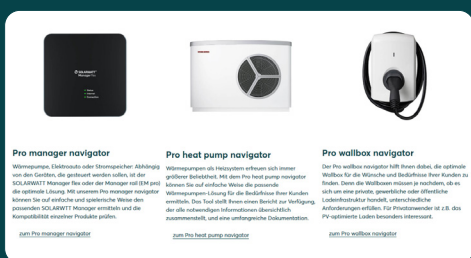 SOLARWATT
Manager flex
Pro manager navigator
Wärmepumpe, Elektroauto oder Stromspeicher: Abhängig
von den Geräten, die gesteuert werden sollen, ist der
SOLARWATT Manager flex oder der Manager rail (EM pro)
die optimale Lösung. Mit unserem Pro manager navigator
können Sie auf einfache und spielerische Weise den
passenden SOLARWATT Manager ermitteln und die
Kompatibilität einzelner Produkte prüfen.
zum Pro manager navigator
Pro heat pump navigator
Wärmepumpen als Heizsystem erfreuen sich immer
größerer Beliebtheit. Mit dem Pro heat pump navigator
können Sie auf einfache Weise die passende
Wärmepumpen-Lösung für die Bedürfnisse Ihrer Kunden
ermitteln. Das Tool stellt Ihnen einen Bericht zur Verfügung,
der alle notwendigen Informationen übersichtlich
zusammenstellt, und eine umfangreiche Dokumentation.
zum Pro heat pump navigator
Pro wallbox navigator
Der Pro wallbox navigator hilft Ihnen dabei, die optimale
Wallbox für die Wünsche und Bedürfnisse Ihrer Kunden zu
finden. Denn die Wallboxen müssen je nachdem, ob es
sich um eine private, gewerbliche oder öffentliche
Ladeinfrastruktur handelt, unterschiedliche
Anforderungen erfüllen. Für Privatanwender ist z.B. das
PV-optimierte Laden besonders interessant.
zum Pro wallbox navigator